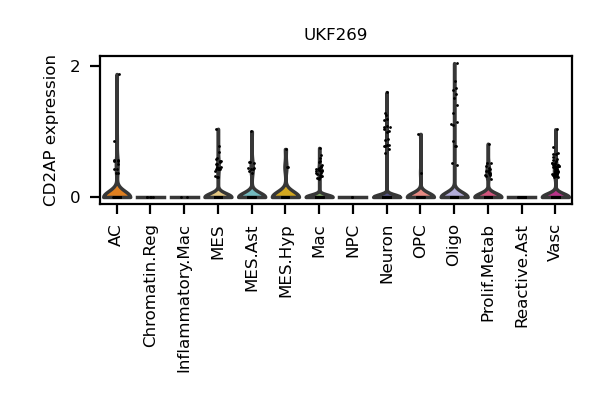 UKF269
CD2AP expression
2
0
AC
Chromatin.Reg
Inflammatory.Mac
MES
MES.Ast
MES.Hyp
Mac
NPC
Neuron
OPC
Oligo
Prolif.Metab
Reactive.Ast
Vasc